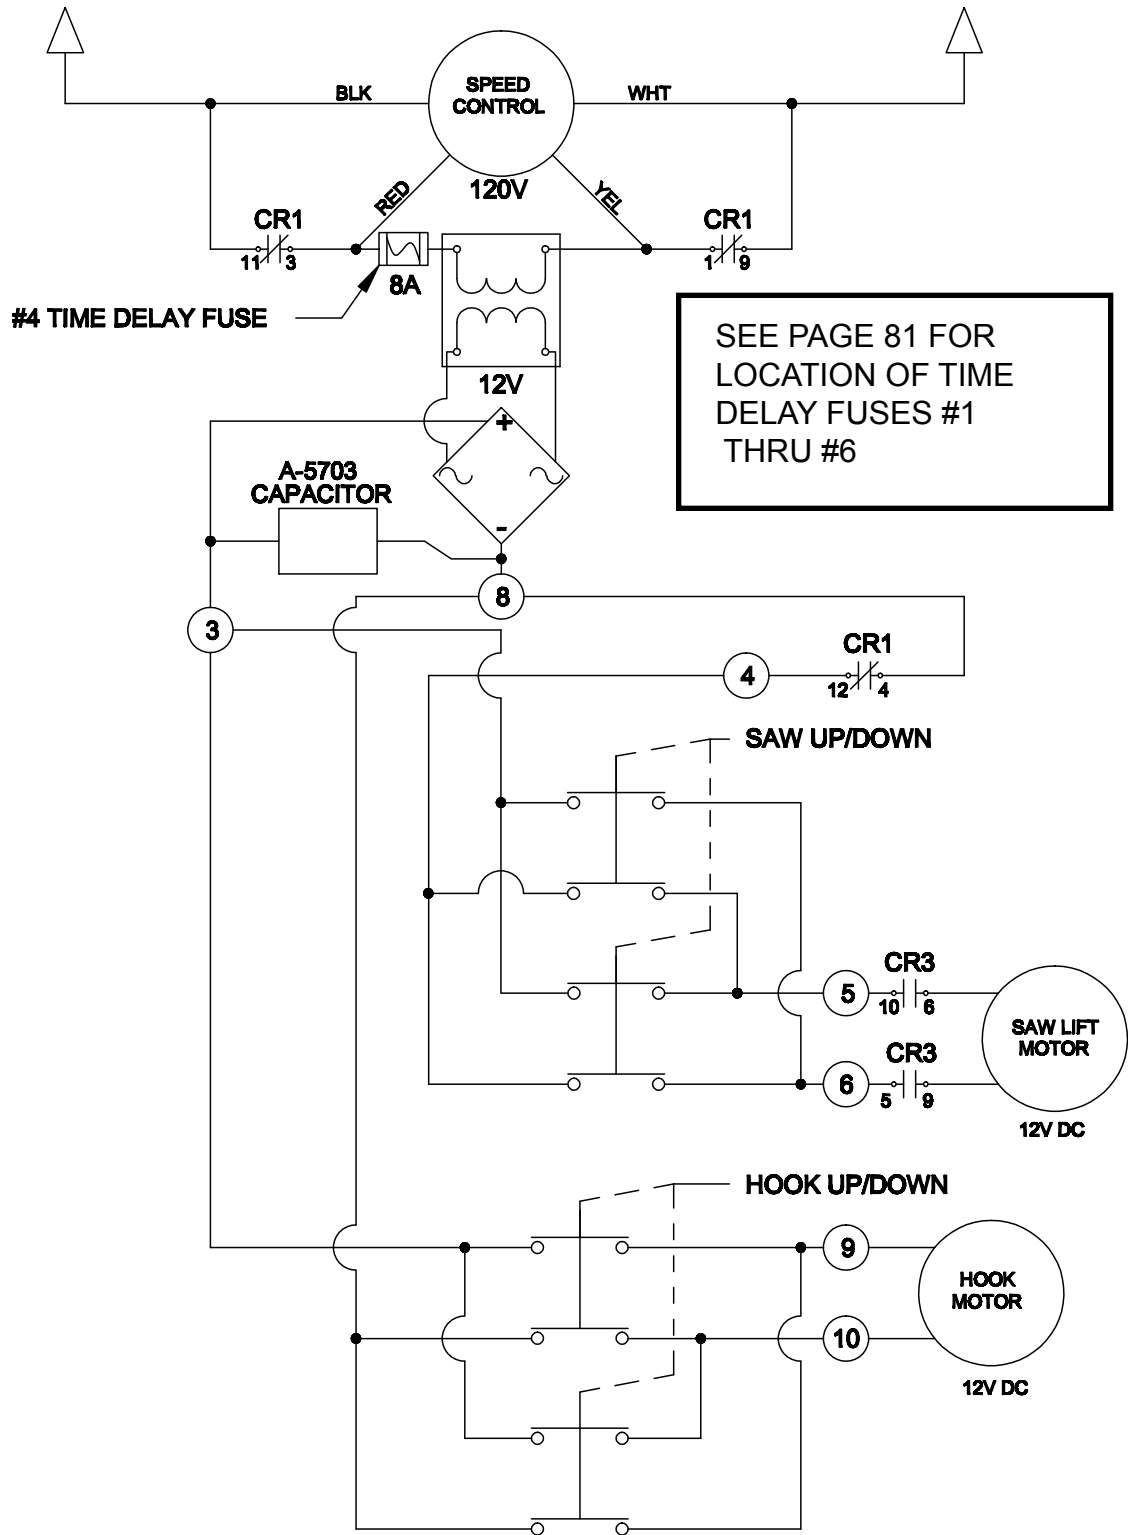 SPEED
CONTROL
BLK
WHT
120V
RED
YEL
CR1
11 3
8A
CR1
1 9
#4 TIME DELAY FUSE
12V
SEE PAGE 81 FOR
LOCATION OF TIME
DELAY FUSES #1
THRU #6
+
-
A-5703
CAPACITOR
8
3
4
CR1
12 4
SAW UP/DOWN
5
CR3
10 6
6
CR3
5 9
SAW LIFT
MOTOR
12V DC
HOOK UP/DOWN
9
10
HOOK
MOTOR
12V DC